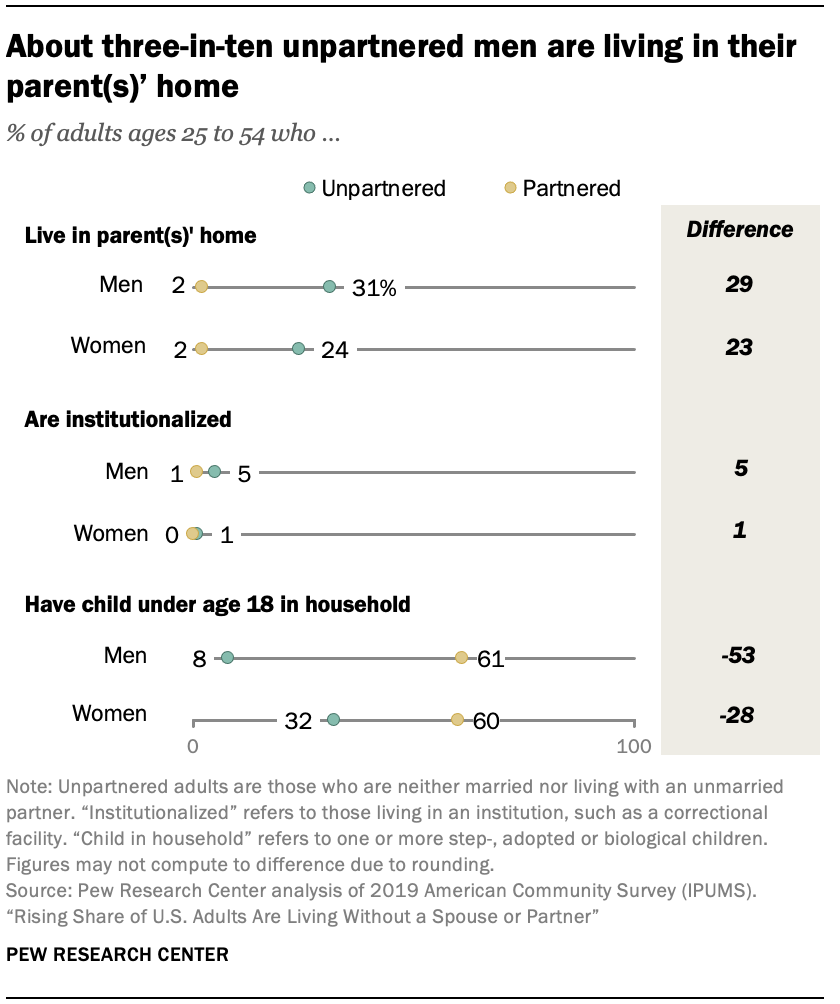 About three-in-ten unpartnered men are living in their
parent(s)’ home
% of adults ages 25 to 54 who …
Unpartnered Partnered
Difference
Live in parent(s)' home
Men 2 31% 29
Women 2 24 23
Are institutionalized
Men 1 5 5
Women 0 1 1
Have child under age 18 in household
Men 8 61 -53
Women 32 60 -28
0 100
Note: Unpartnered adults are those who are neither married nor living with an unmarried
partner. “Institutionalized” refers to those living in an institution, such as a correctional
facility. “Child in household” refers to one or more step-, adopted or biological children.
Figures may not compute to difference due to rounding.
Source: Pew Research Center analysis of 2019 American Community Survey (IPUMS).
“Rising Share of U.S. Adults Are Living Without a Spouse or Partner”
PEW RESEARCH CENTER